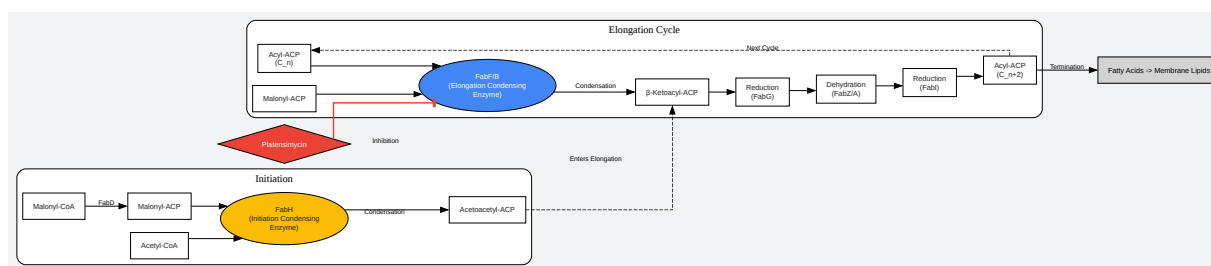 Elongation Cycle
Acyl-ACP
(C_n)
Next Cycle
Malonyl-ACP
FabF/B
(Elongation Condensing
Enzyme)
Condensation
β-Ketoacyl-ACP
Reduction
(FabG)
Dehydration
(FabZ/A)
Reduction
(FabI)
Acyl-ACP
(C_n+2)
Termination
Fatty Acids -> Membrane Lipids
Platensimycin
Inhibition
Enters Elongation
Initiation
Malonyl-CoA
FabD
Malonyl-ACP
Acetyl-CoA
FabH
(Initiation Condensing
Enzyme)
Condensation
Acetoacetyl-ACP